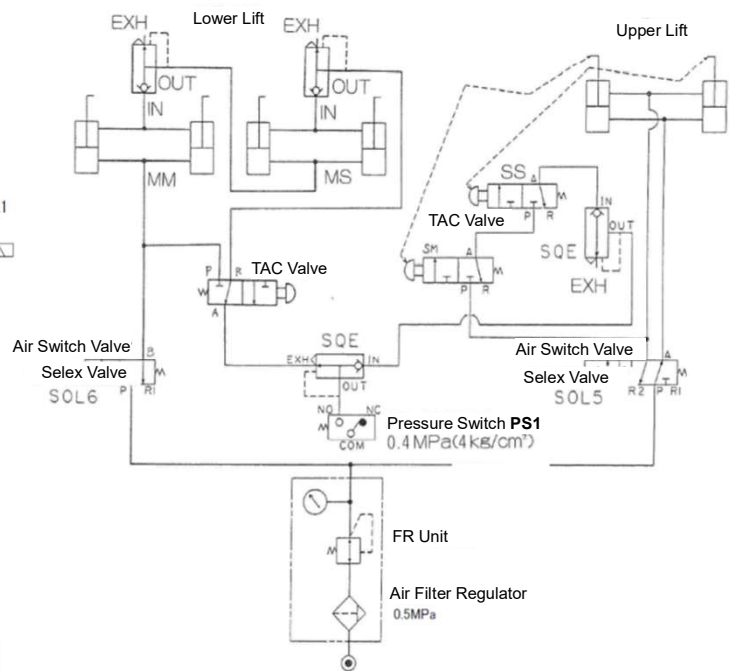 Lower Lift
EXH
EXH
Upper Lift
OUT
OUT
IN
IN
MM
MS
SS
A
P
R
IN
OUT
TAC Valve
SQE
EXH
SM
A
P
R
1
P
R
TAC Valve
W
A
SQE
EXH
IN
OUT
Air Switch Valve
B
Selex Valve
P
R1
SOL6
Air Switch Valve
A
Selex Valve
R2
P
R1
SOL5
NO
NC
COM
Pressure Switch PS1
0.4MPa(4kg/cm²)
FR Unit
Air Filter Regulator
0.5MPa